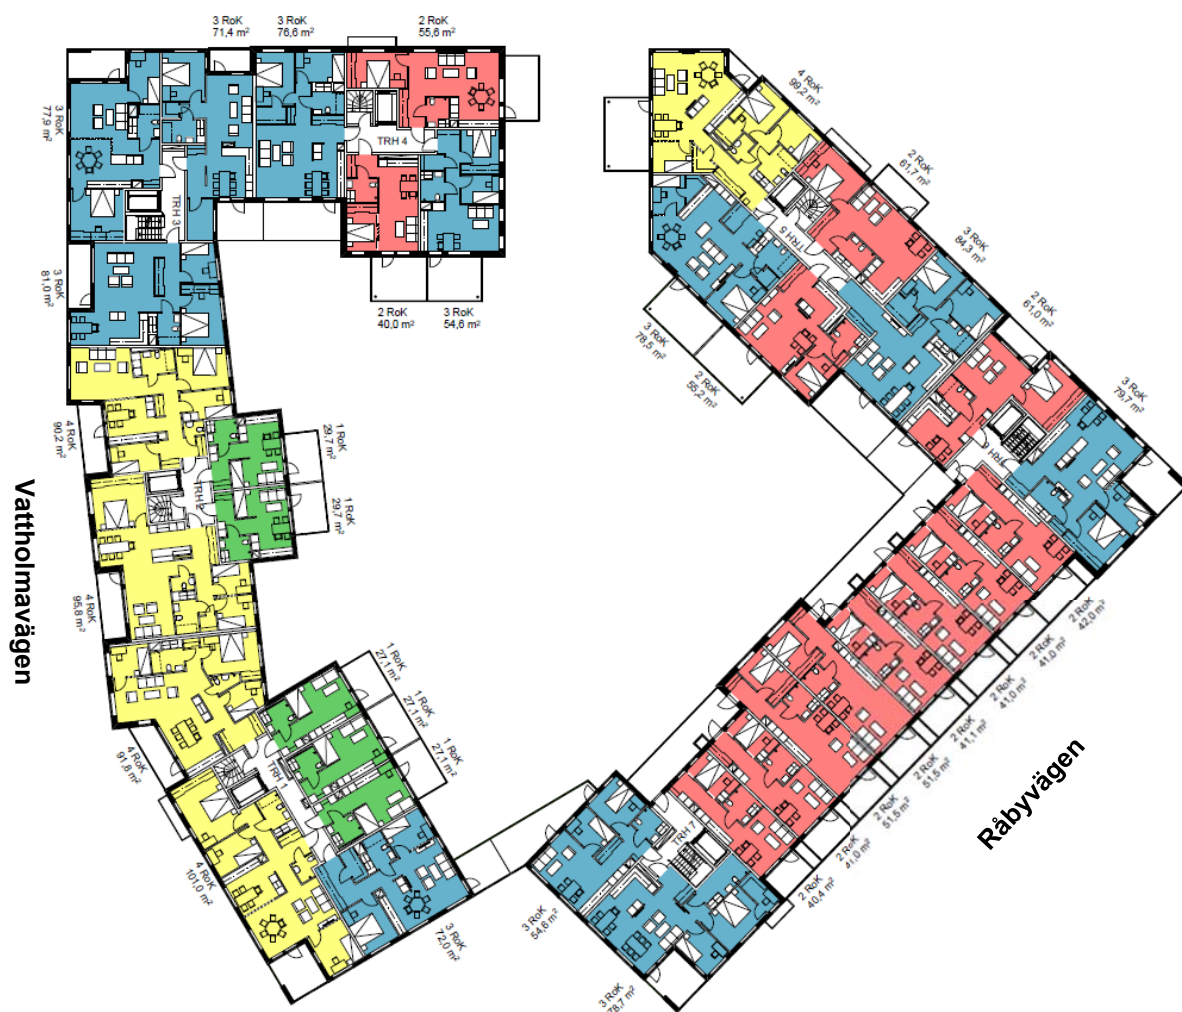 3 RoK
71,4 m²
3 RoK
76,6 m²
2 RoK
55,6 m²
3 RoK
77,9 m²
TRH 4
TRH 3
3 RoK
81,0 m²
2 RoK
40,0 m²
3 RoK
54,6 m²
4 RoK
90,2 m²
1 RoK
29,7 m²
1 RoK
29,7 m²
TRH 2
Vattholmavägen
4 RoK
95,8 m²
1 RoK
27,1 m²
1 RoK
27,1 m²
1 RoK
27,1 m²
4 RoK
91,8 m²
TRH 1
4 RoK
101,0 m²
3 RoK
72,0 m²
4 RoK
99,2 m²
2 RoK
61,7 m²
TRH 5
3 RoK
84,3 m²
2 RoK
61,0 m²
3 RoK
78,5 m²
2 RoK
55,2 m²
3 RoK
79,7 m²
TRH 6
2 RoK
42,0 m²
2 RoK
41,0 m²
2 RoK
41,0 m²
2 RoK
41,1 m²
2 RoK
51,5 m²
2 RoK
51,5 m²
2 RoK
41,0 m²
2 RoK
40,4 m²
Råbyvägen
TRH 7
3 RoK
54,6 m²
3 RoK
78,7 m²